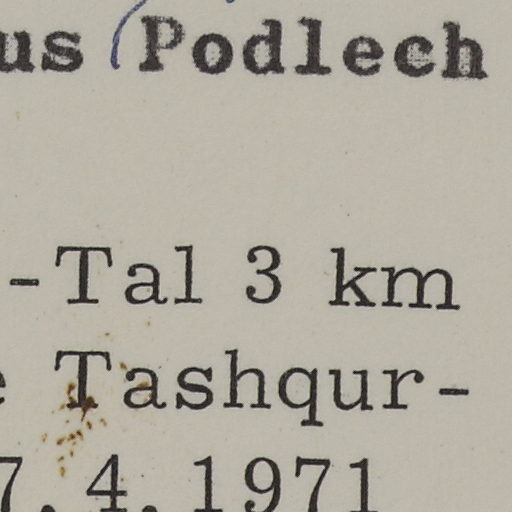 us Podlech
-Tal 3 km
e Tashqur-
7.4.1971